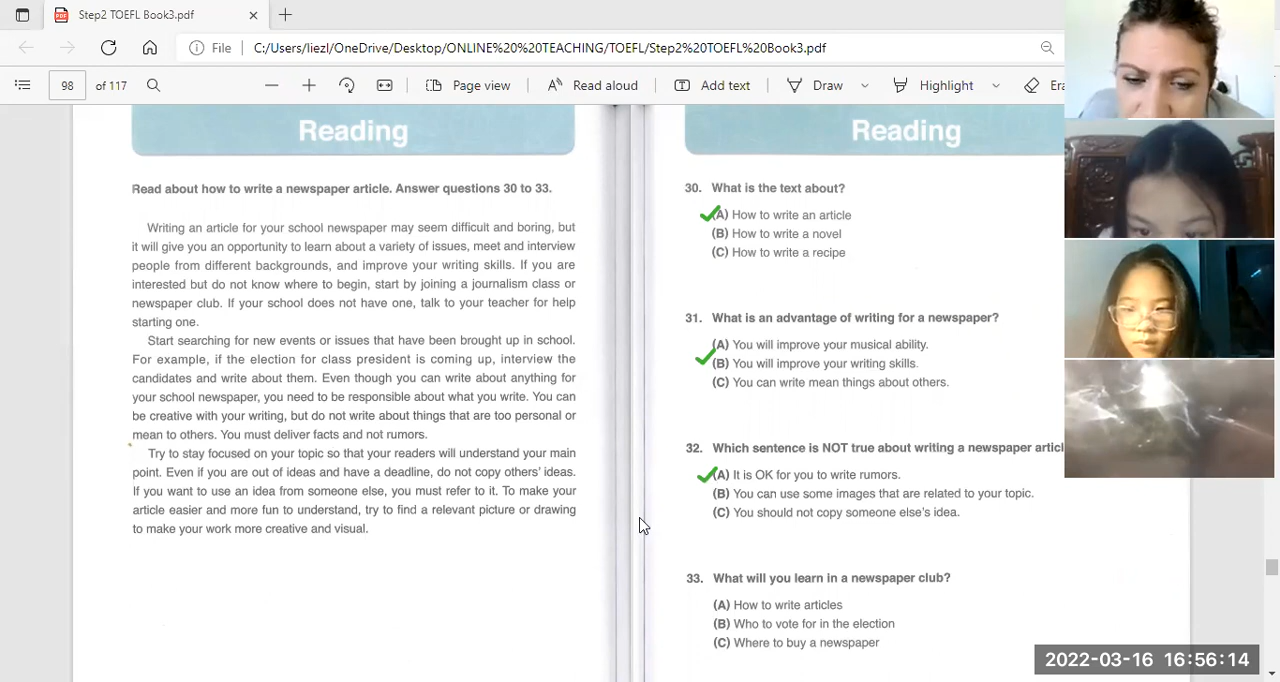 Step2 TOEFL Book3.pdf
File C:/Users/liezl/OneDrive/Desktop/ONLINE%20%20TEACHING/TOEFL/Step2%20TOEFL%20Book3.pdf
98 of 117 Page view Read aloud Add text Draw Highlight
Reading
Read about how to write a newspaper article. Answer questions 30 to 33.
Writing an article for your school newspaper may seem difficult and boring, but
it will give you an opportunity to learn about a variety of issues, meet and interview
people from different backgrounds, and improve your writing skills. If you are
interested but do not know where to begin, start by joining a journalism class or
newspaper club. If your school does not have one, talk to your teacher for help
starting one.
Start searching for new events or issues that have been brought up in school.
For example, if the election for class president is coming up, interview the
candidates and write about them. Even though you can write about anything for
your school newspaper, you need to be responsible about what you write. You can
be creative with your writing, but do not write about things that are too personal or
mean to others. You must deliver facts and not rumors.
Try to stay focused on your topic so that your readers will understand your main
point. Even if you are out of ideas and have a deadline, do not copy others' ideas.
If you want to use an idea from someone else, you must refer to it. To make your
article easier and more fun to understand, try to find a relevant picture or drawing
to make your work more creative and visual.
Reading
30. What is the text about?
(A) How to write an article
(B) How to write a novel
(C) How to write a recipe
31. What is an advantage of writing for a newspaper?
(A) You will improve your musical ability.
(B) You will improve your writing skills.
(C) You can write mean things about others.
32. Which sentence is NOT true about writing a newspaper articl
(A) It is OK for you to write rumors.
(B) You can use some images that are related to your topic.
(C) You should not copy someone else's idea.
33. What will you learn in a newspaper club?
(A) How to write articles
(B) Who to vote for in the election
(C) Where to buy a newspaper
2022-03-16 16:56:14